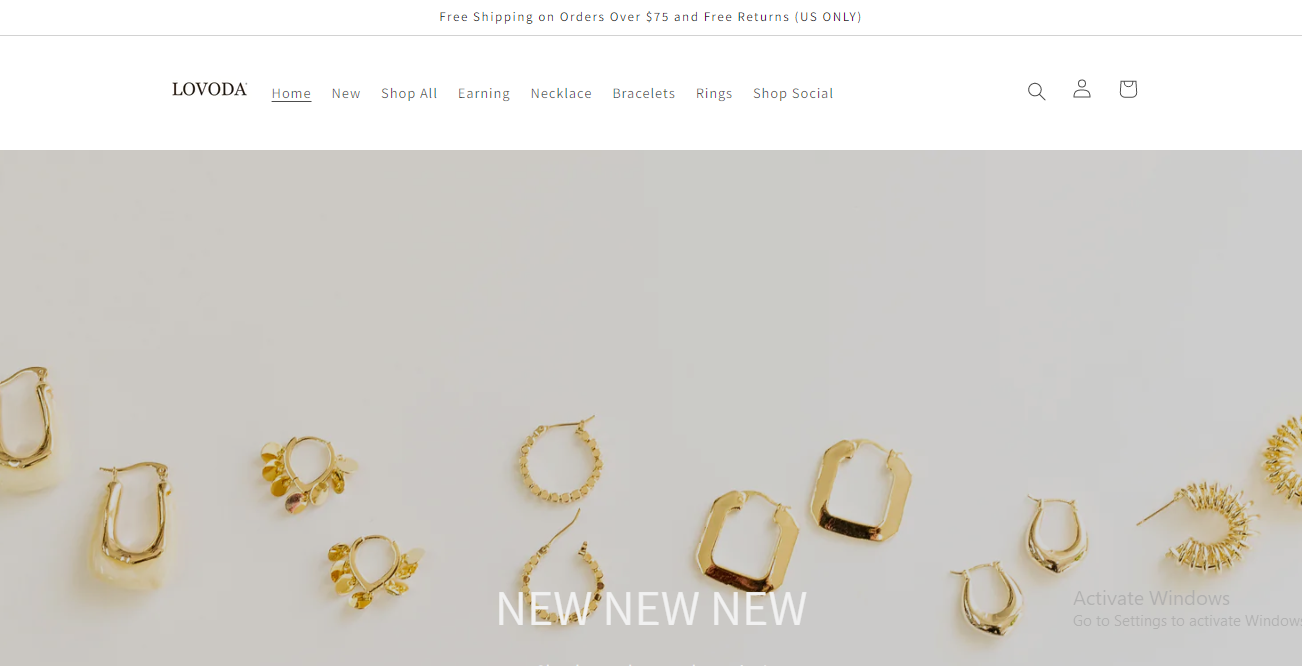 Free Shipping on Orders Over $75 and Free Returns (US ONLY)
LOVODA
Home New Shop All Earning Necklace Bracelets Rings Shop Social
NEW NEW NEW
Activate Windows
Go to Settings to activate Windows